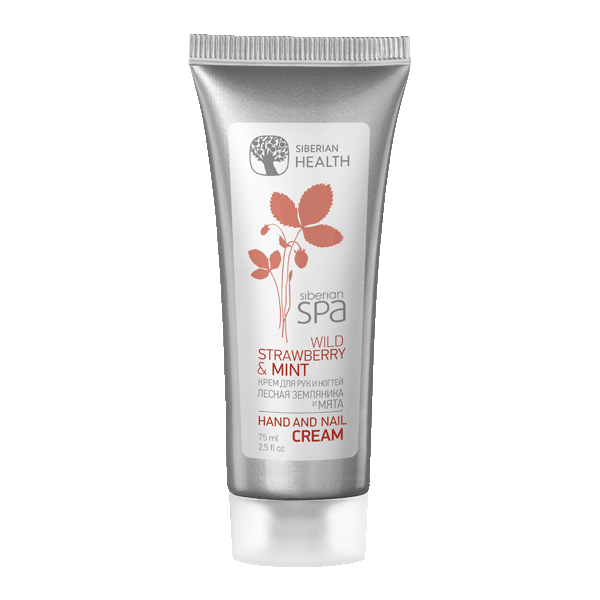 SIBERIAN
HEALTH
siberian
spa
WILD
STRAWBERRY
& MINT
КРЕМ ДЛЯ РУК И НОГТЕЙ
ЛЕСНАЯ ЗЕМЛЯНИКА
И МЯТА
HAND AND NAIL
75 ml CREAM
2.5 fl oz